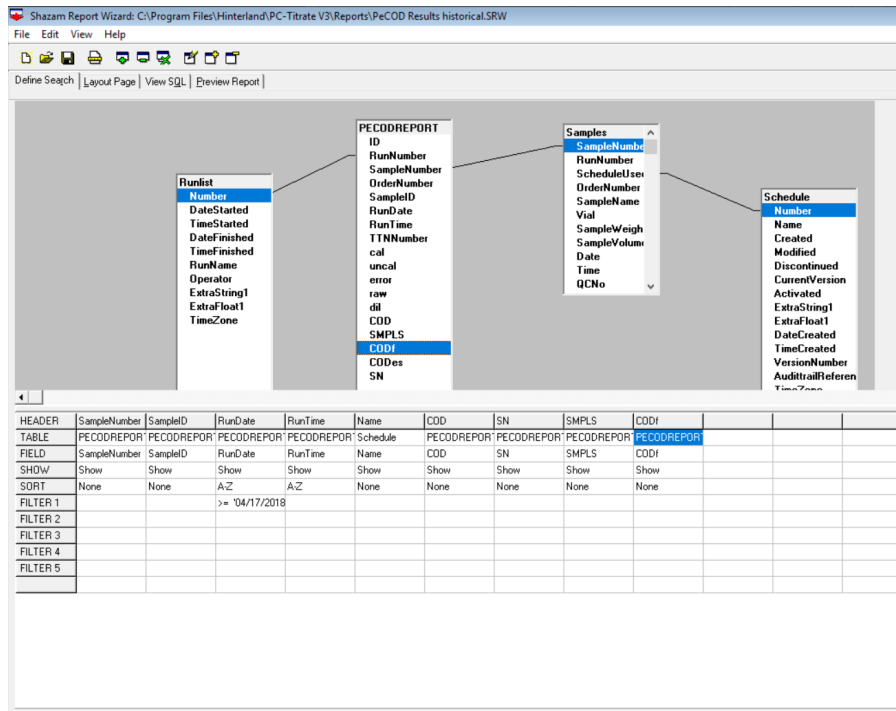 Shazam Report Wizard: C:\Program Files\Hinterland\PC-Titrate V3\Reports\PeCOD Results historical.SRW
File Edit View Help
Define Search Layout Page View SQL Preview Report
Runlist
Number
DateStarted
TimeStarted
DateFinished
TimeFinished
RunName
Operator
ExtraString1
ExtraFloat1
TimeZone
PECODREPORT
ID
RunNumber
SampleNumber
OrderNumber
SampleID
RunDate
RunTime
TTNNumber
cal
uncal
error
raw
dil
COD
SMPLS
CODf
CODes
SN
Samples
SampleNumbe
RunNumber
ScheduleUsed
OrderNumber
SampleName
Vial
SampleWeigh
SampleVolume
Date
Time
QCNo
Schedule
Number
Name
Created
Modified
Discontinued
CurrentVersion
Activated
ExtraString1
ExtraFloat1
DateCreated
TimeCreated
VersionNumber
AudittrailReferen
TimeZone
HEADER SampleNumber SampleID RunDate RunTime Name COD SN SMPLS CODf
TABLE PECODREPOR PECODREPOR PECODREPOR PECODREPOR Schedule PECODREPOR PECODREPOR PECODREPOR PECODREPOR
FIELD SampleNumber SampleID RunDate RunTime Name COD SN SMPLS CODf
SHOW Show Show Show Show Show Show Show Show Show
SORT None None A-Z A-Z None None None None None
FILTER 1 >= '04/17/2018
FILTER 2
FILTER 3
FILTER 4
FILTER 5